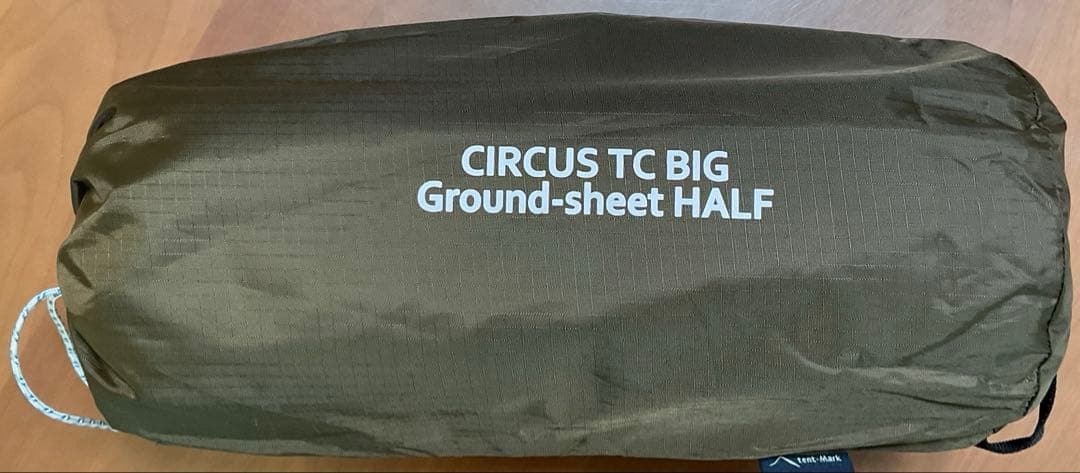 CIRCUS TC BIG
Ground-sheet HALF
tent-Mark